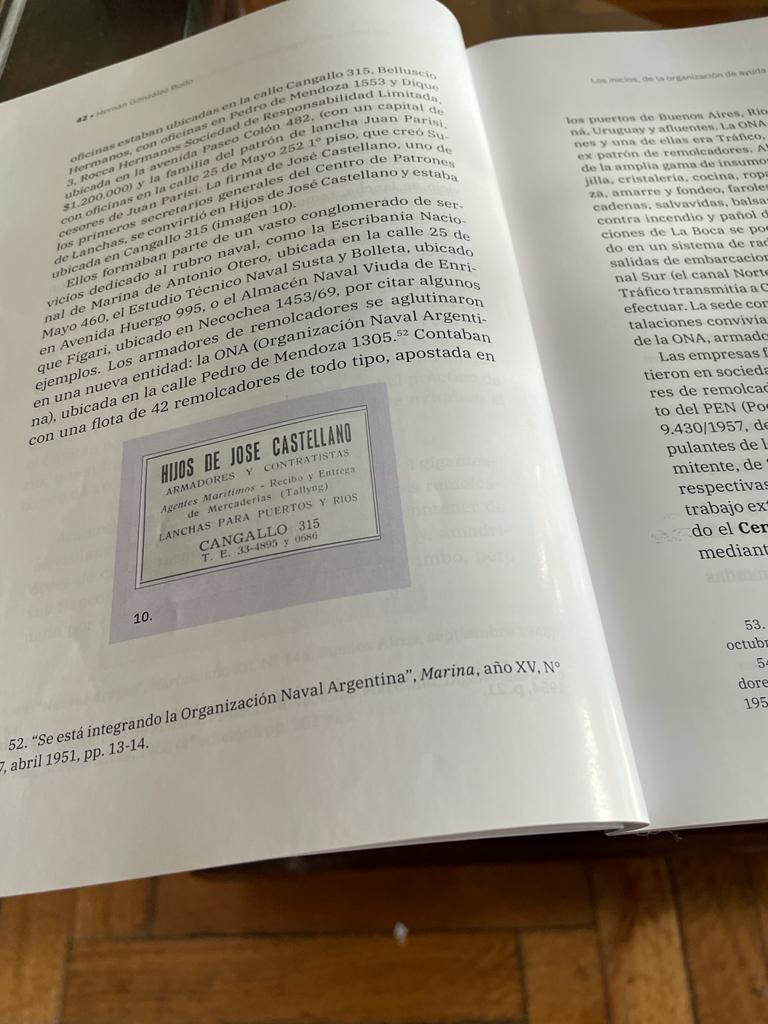 42 • Hernán González Bollo
oficinas estaban ubicadas en la calle Cangallo 315, Belluscio
Hermanos, con oficinas en Pedro de Mendoza 1553 y Dique
3, Rocca Hermanos Sociedad de Responsabilidad Limitada,
ubicada en la avenida Paseo Colón 482, (con un capital de
$1.200.000) y la familia del patrón de lancha Juan Parisi,
con oficinas en la calle 25 de Mayo 252 1° piso, que creó Su-
cesores de Juan Parisi. La firma de José Castellano, uno de
los primeros secretarios generales del Centro de Patrones
de Lanchas, se convirtió en Hijos de José Castellano y estaba
ubicada en Cangallo 315 (imagen 10).
Ellos formaban parte de un vasto conglomerado de ser-
vicios dedicado al rubro naval, como la Escribanía Nacio-
nal de Marina de Antonio Otero, ubicada en la calle 25 de
Mayo 460, el Estudio Técnico Naval Susta y Bolleta, ubicado
en Avenida Huergo 995, o el Almacén Naval Viuda de Enri-
que Fígari, ubicado en Necochea 1453/69, por citar algunos
ejemplos. Los armadores de remolcadores se aglutinaron
en una nueva entidad: la ONA (Organización Naval Argenti-
na), ubicada en la calle Pedro de Mendoza 1305.52 Contaban
con una flota de 42 remolcadores de todo tipo, apostada en
HIJOS DE JOSE CASTELLANO
ARMADORES Y CONTRATISTAS
Agentes Marítimos - Recibo y Entrega
de Mercaderías (Tallyng)
LANCHAS PARA PUERTOS Y RIOS
CANGALLO 315
T. E. 33-4895 y 0686
10.
52. “Se está integrando la Organización Naval Argentina”, Marina, año XV, N°
7, abril 1951, pp. 13-14.
Los inicios, de la organización de ayuda
los puertos de Buenos Aires, Río
ná, Uruguay y afluentes. La ONA
nes y una de ellas era Tráfico,
ex patrón de remolcadores. A
de la amplia gama de insumo
jilla, cristalería, cocina, ropa
za, amarre y fondeo, farole
cadenas, salvavidas, balsa
contra incendio y pañol d
ciones de La Boca se po
do en un sistema de rad
salidas de embarcacio
nal Sur (el canal Norte
Tráfico transmitía a C
efectuar. La sede con
talaciones convivía
de la ONA, armado
Las empresas f
tieron en socieda
res de remolcad
to del PEN (Po
9.430/1957, de
pulantes de l
mitente, de
respectivas
trabajo ext
do el Cen
mediant
53.
octubr
54
dore
195